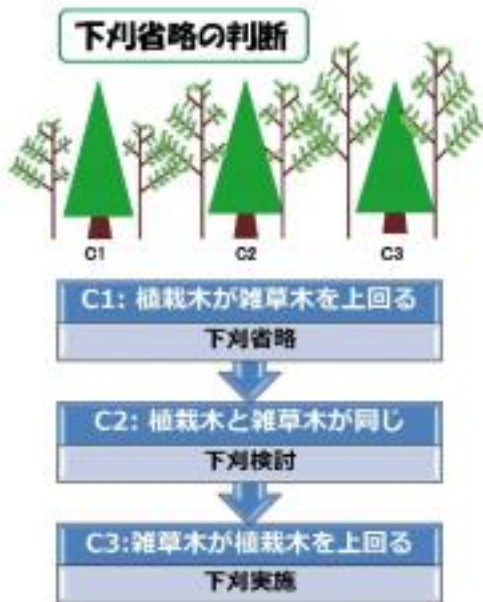 下刈省略の判断
C1
C2
C3
C1: 植栽木が雑草木を上回る
下刈省略
C2: 植栽木と雑草木が同じ
下刈検討
C3:雑草木が植栽木を上回る
下刈実施